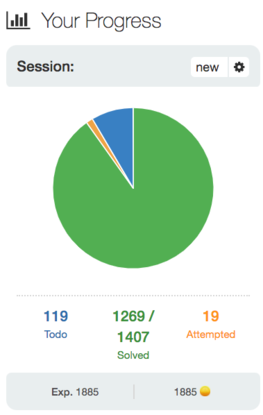 Your Progress
Session: new
119 1269 / 19
1407
Todo Attempted
Solved
Exp. 1885 1885